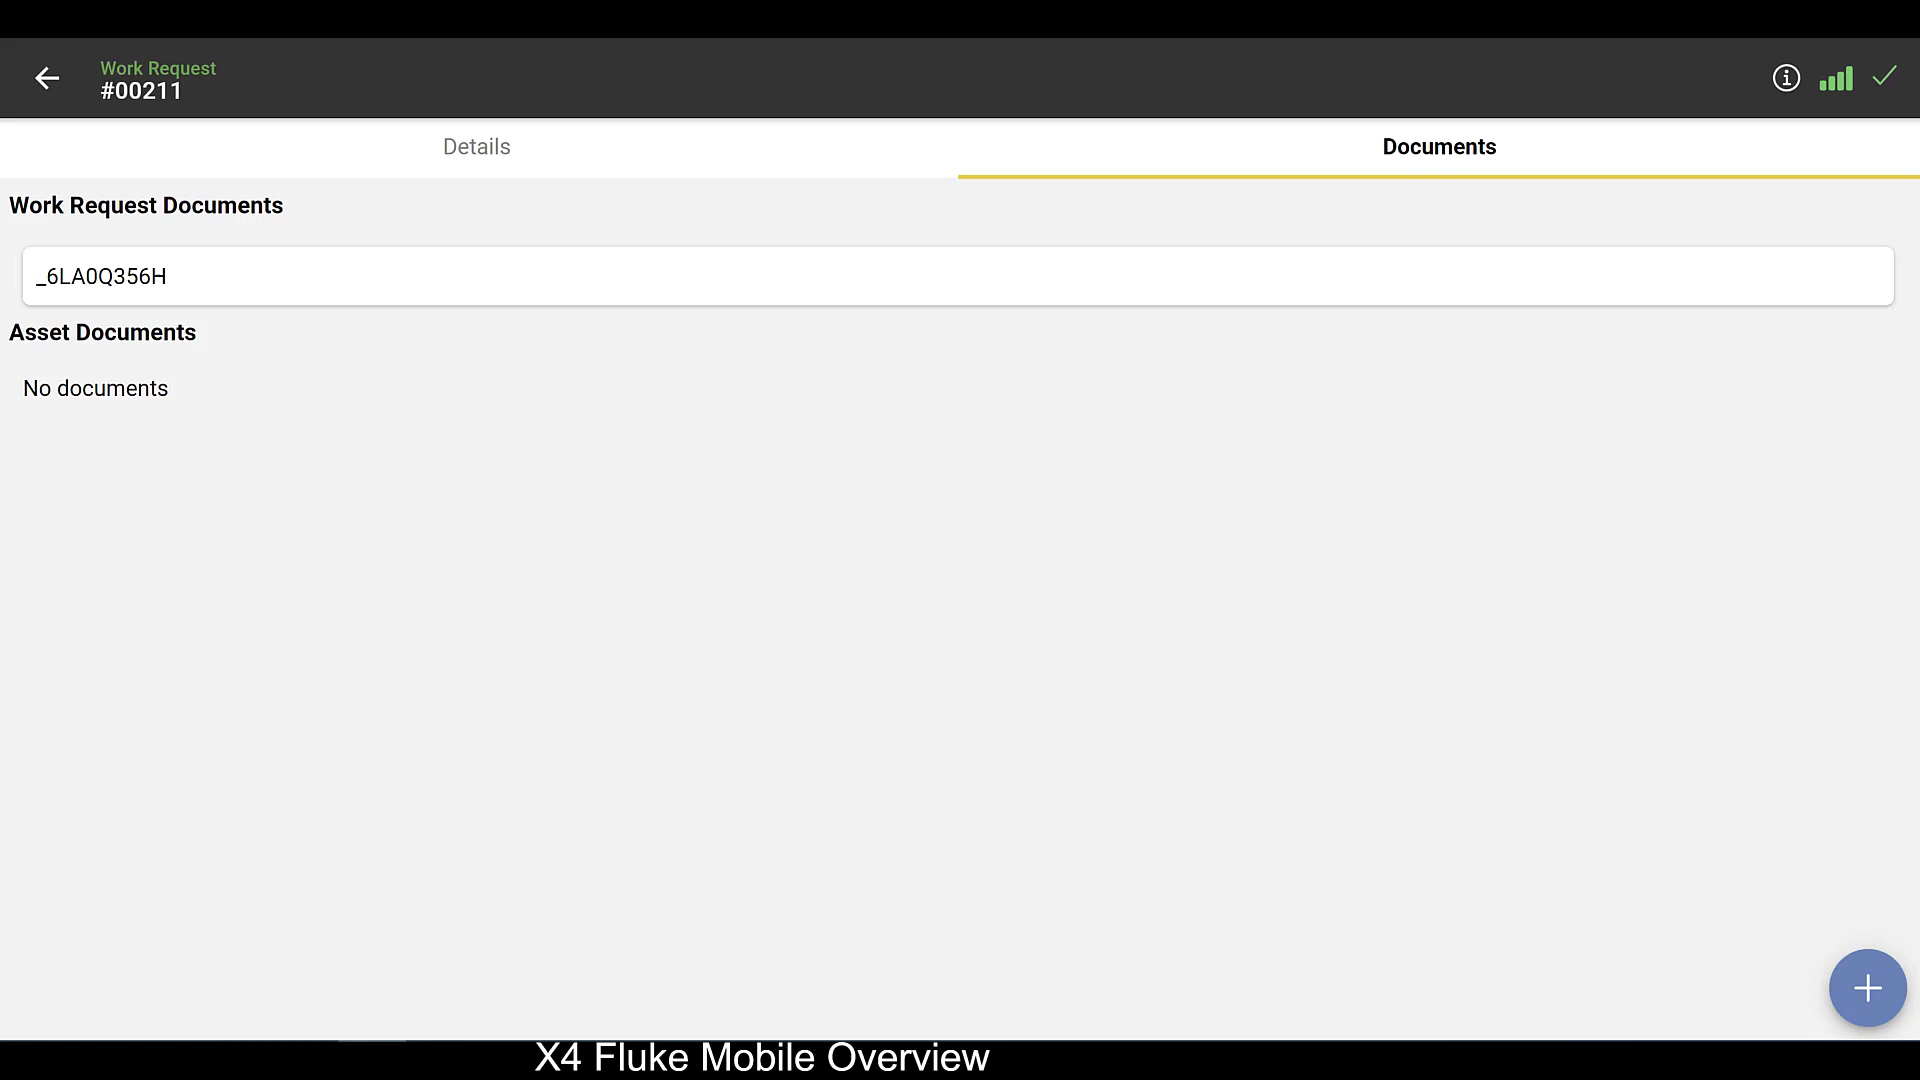 Work Request
#00211
Details
Documents
Work Request Documents
_6LA0Q356H
Asset Documents
No documents
X4 Fluke Mobile Overview